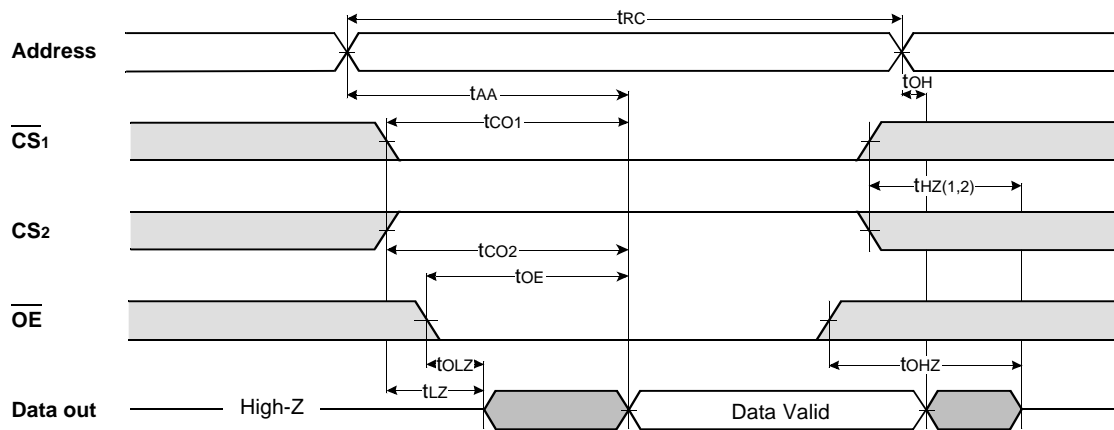 tRC
Address
tOH
tAA
CS1
tCO1
tHZ(1,2)
CS2
tCO2
tOE
OE
tOLZ
tOHZ
tLZ
Data out
High-Z
Data Valid